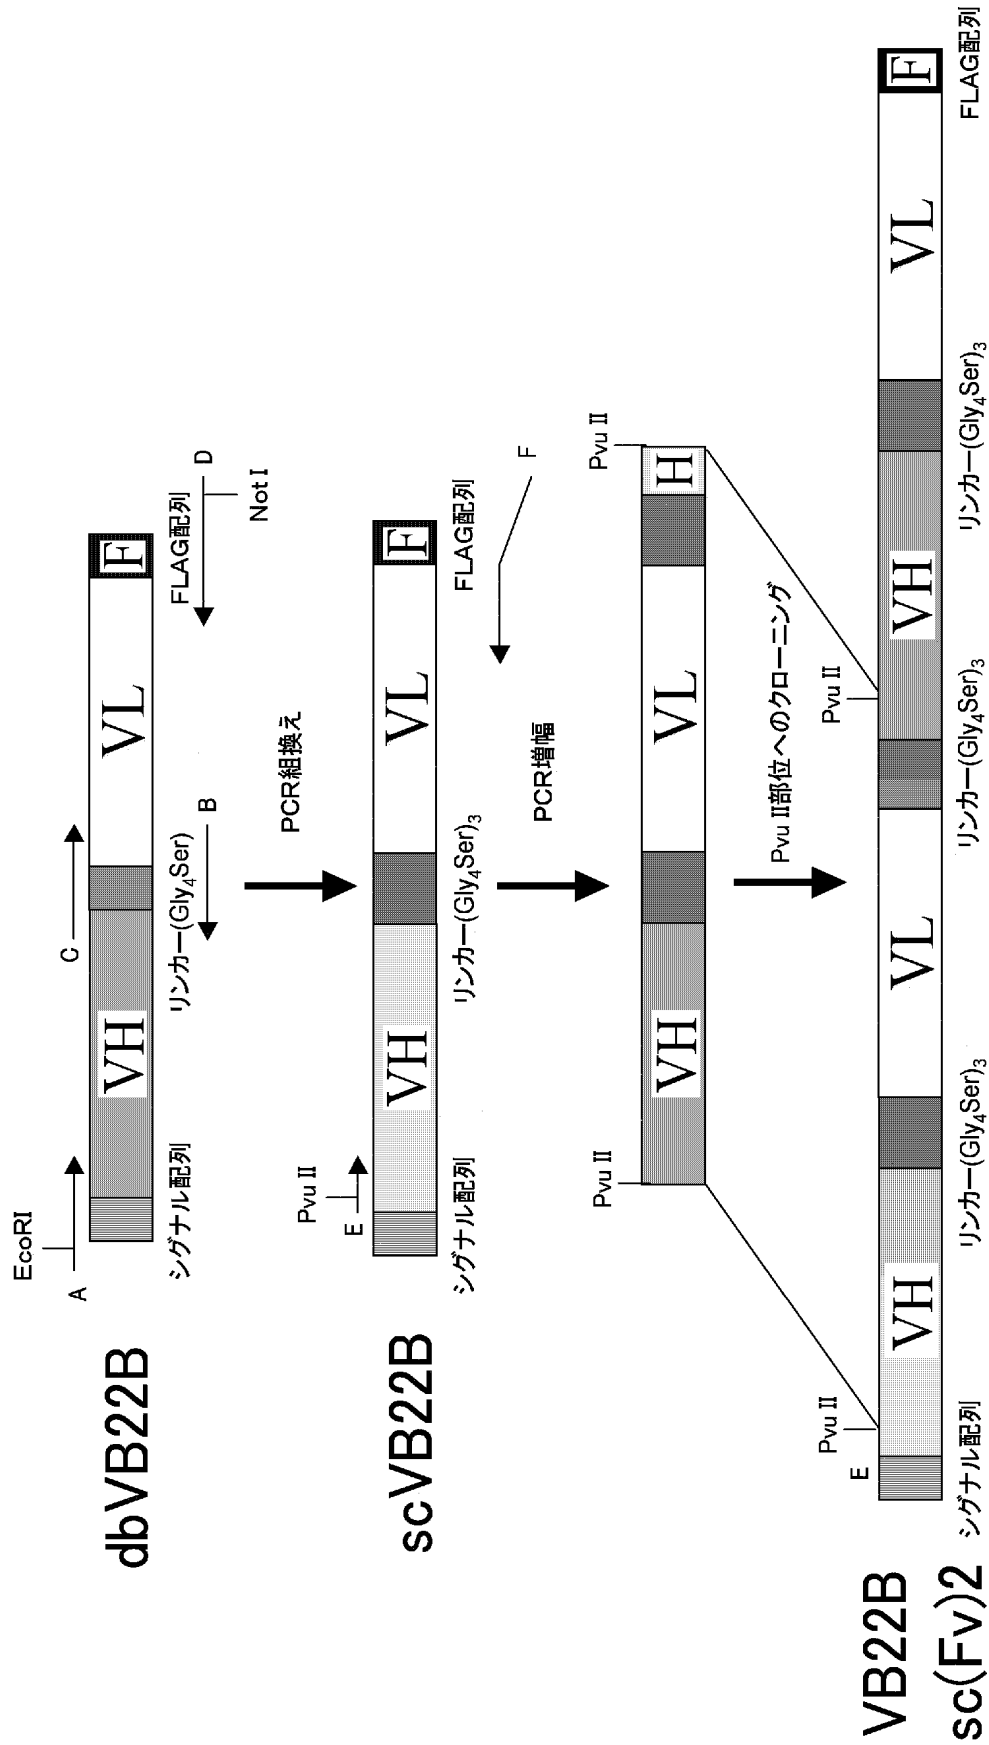 EcoRI
A
C
dbVB22B
VH
VL
F
シグナル配列
リンカー(Gly4Ser)
FLAG配列
B
D
Not I
PCR組換え
Pvu II
E
scVB22B
VH
VL
F
シグナル配列
リンカー(Gly4Ser)3
FLAG配列
F
PCR増幅
Pvu II
Pvu II
VH
VL
H
Pvu II部位へのクローニング
Pvu II
Pvu II
E
VB22B
sc(Fv)2
VH
VL
VH
VL
F
シグナル配列
リンカー(Gly4Ser)3
リンカー(Gly4Ser)3
リンカー(Gly4Ser)3
FLAG配列